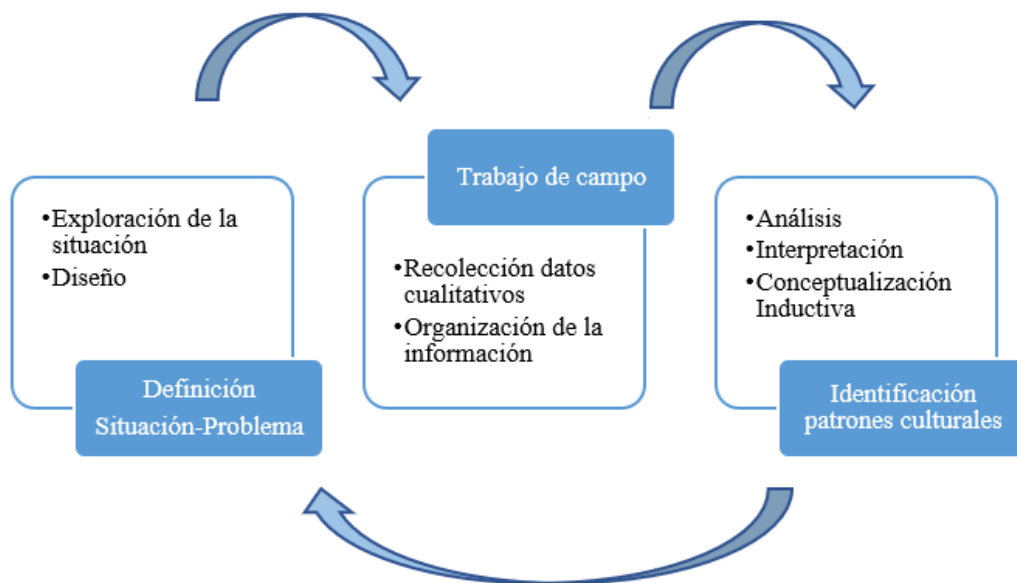 •Exploración de la
situación
•Diseño
Definición
Situación-Problema
Trabajo de campo
•Recolección datos
cualitativos
•Organización de la
información
•Análisis
•Interpretación
•Conceptualización
Inductiva
Identificación
patrones culturales